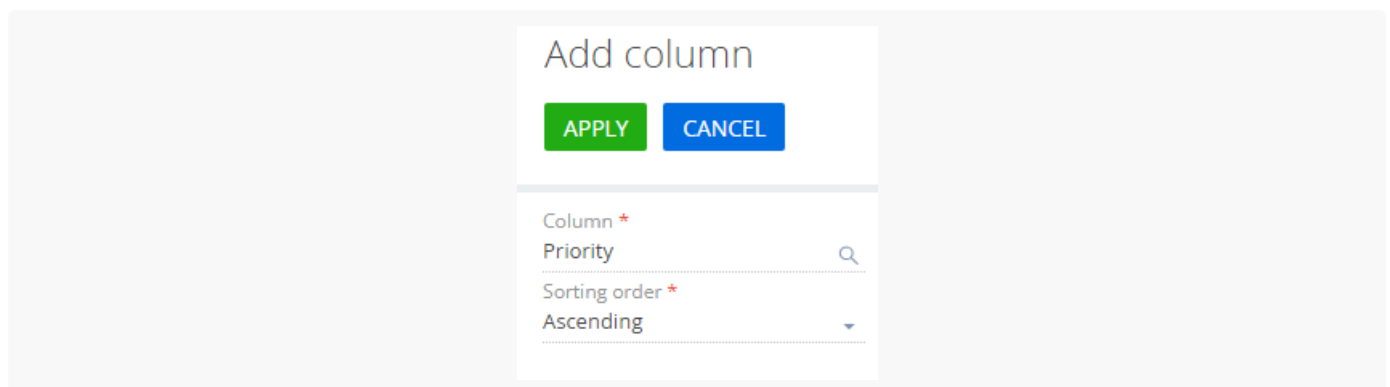 Add column
APPLY CANCEL
Column *
Priority
Sorting order *
Ascending